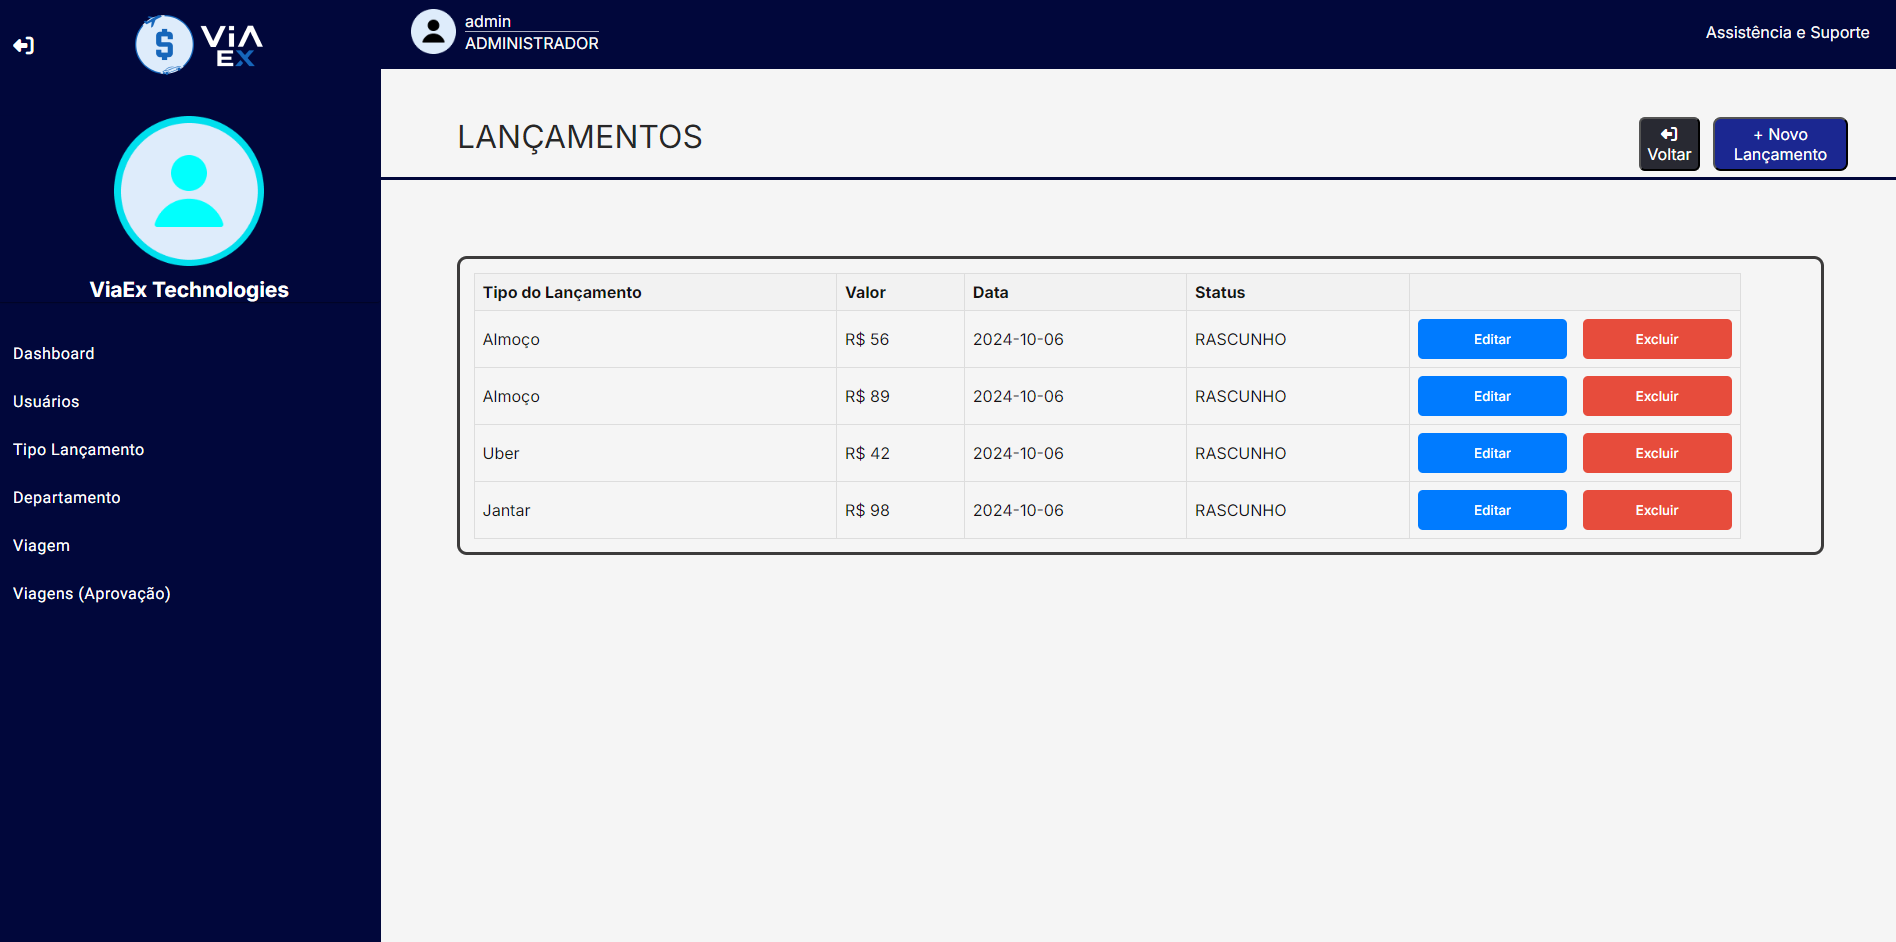 ViA
EX
admin
ADMINISTRADOR
Assistência e Suporte
ViaEx Technologies
Dashboard
Usuários
Tipo Lançamento
Departamento
Viagem
Viagens (Aprovação)
LANÇAMENTOS
Voltar
+ Novo
Lançamento
Tipo do Lançamento Valor Data Status
Almoço R$ 56 2024-10-06 RASCUNHO Editar Excluir
Almoço R$ 89 2024-10-06 RASCUNHO Editar Excluir
Uber R$ 42 2024-10-06 RASCUNHO Editar Excluir
Jantar R$ 98 2024-10-06 RASCUNHO Editar Excluir